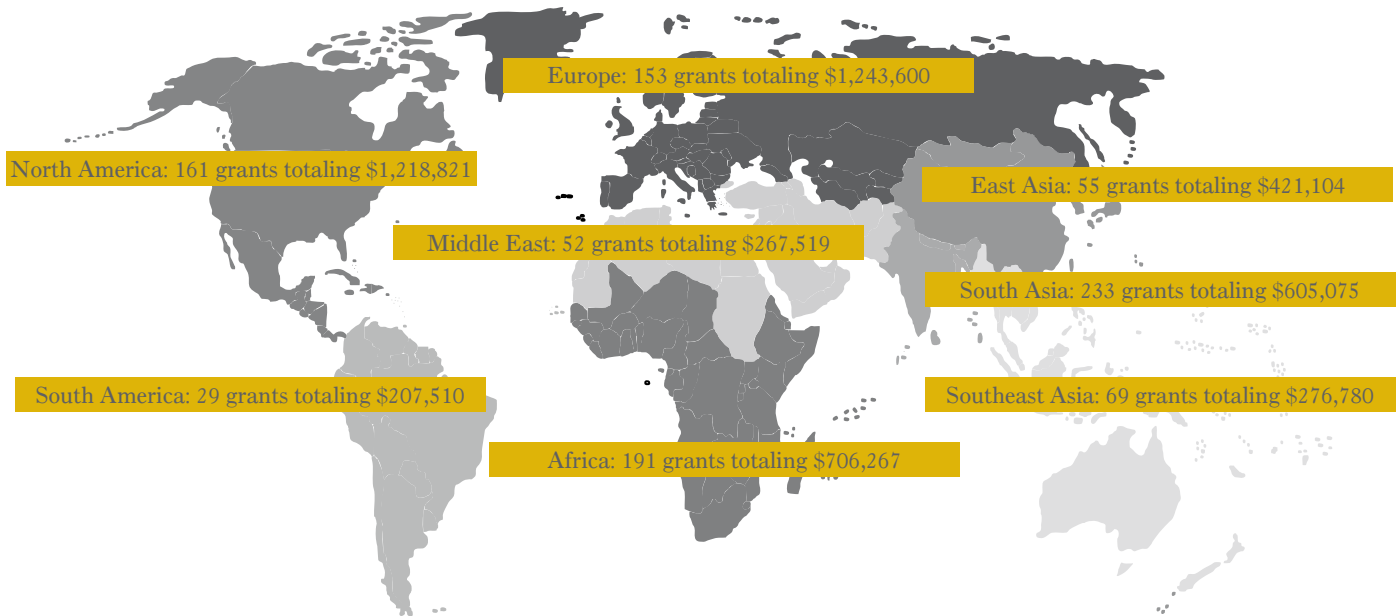 Europe: 153 grants totaling $1,243,600
North America: 161 grants totaling $1,218,821
East Asia: 55 grants totaling $421,104
Middle East: 52 grants totaling $267,519
South Asia: 233 grants totaling $605,075
South America: 29 grants totaling $207,510
Southeast Asia: 69 grants totaling $276,780
Africa: 191 grants totaling $706,267